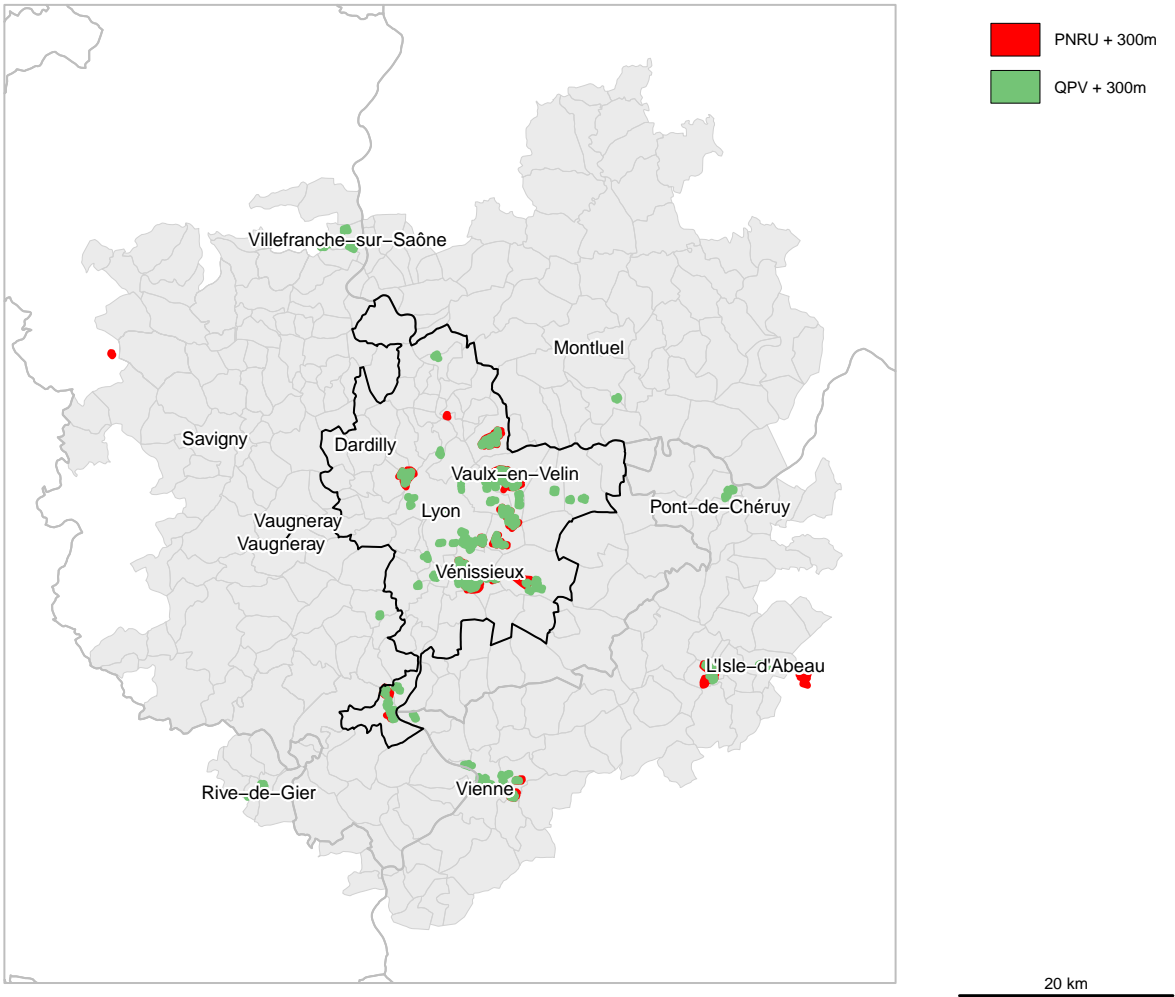 PNRU + 300m
QPV + 300m
Villefranche−sur−Saône
Montluel
Savigny
Dardilly
Vaulx−en−Velin
Pont−de−Chéruy
Lyon
Vaugneray
Vaugneray
Vénissieux
L'Isle−d'Abeau
Rive−de−Gier
Vienne
20 km